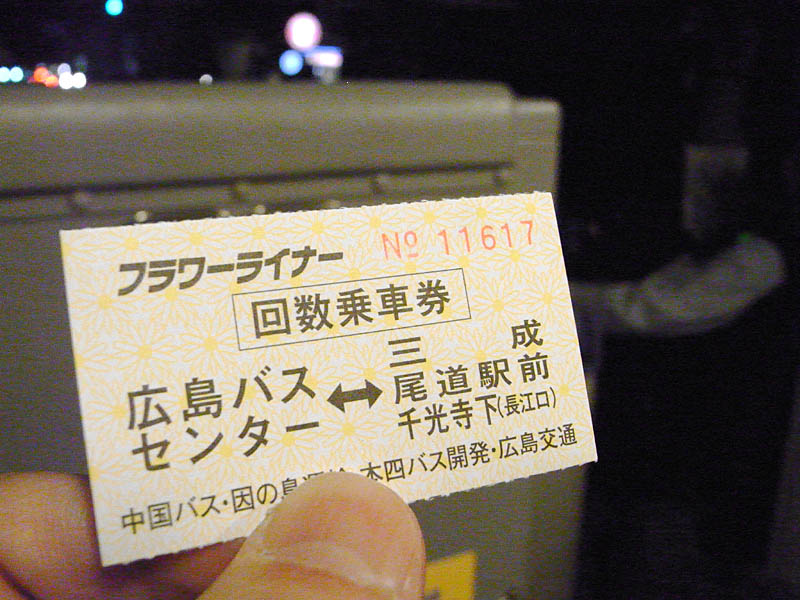 フラワーライナー
№ 11617
回数乗車券
広島バス
センター
↔
三成
尾道駅前
千光寺下(長江口)
中国バス・因の島 本四バス開発・広島交通